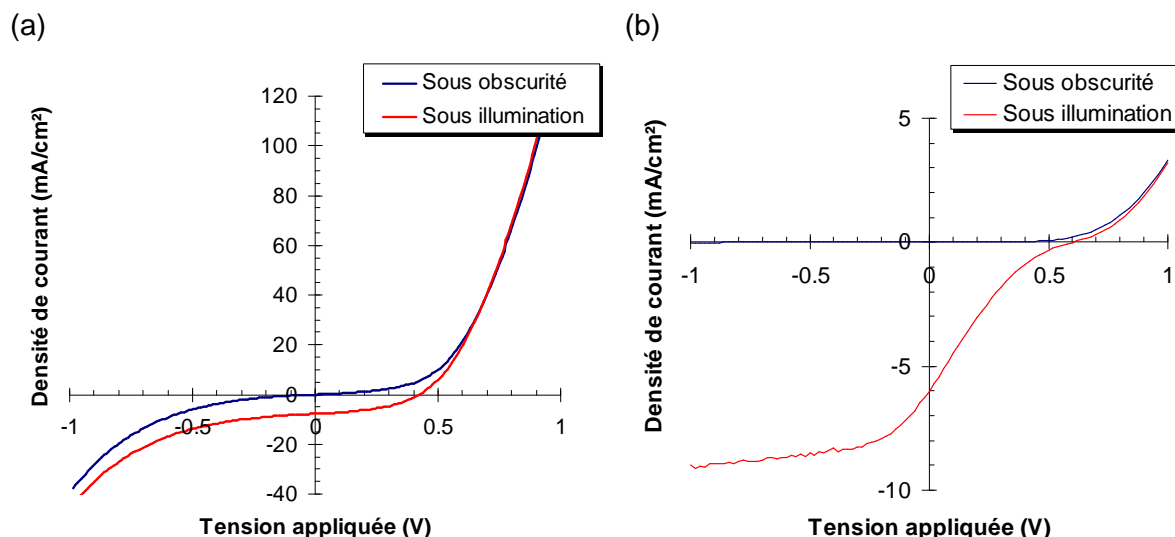 (a)
Sous obscurité
Sous illumination
120
100
80
60
40
20
0
-20
-40
-1
-0.5
0
0.5
1
Densité de courant (mA/cm²)
Tension appliquée (V)
(b)
Sous obscurité
Sous illumination
5
0
-5
-10
-1
-0.5
0
0.5
1
Densité de courant (mA/cm²)
Tension appliquée (V)